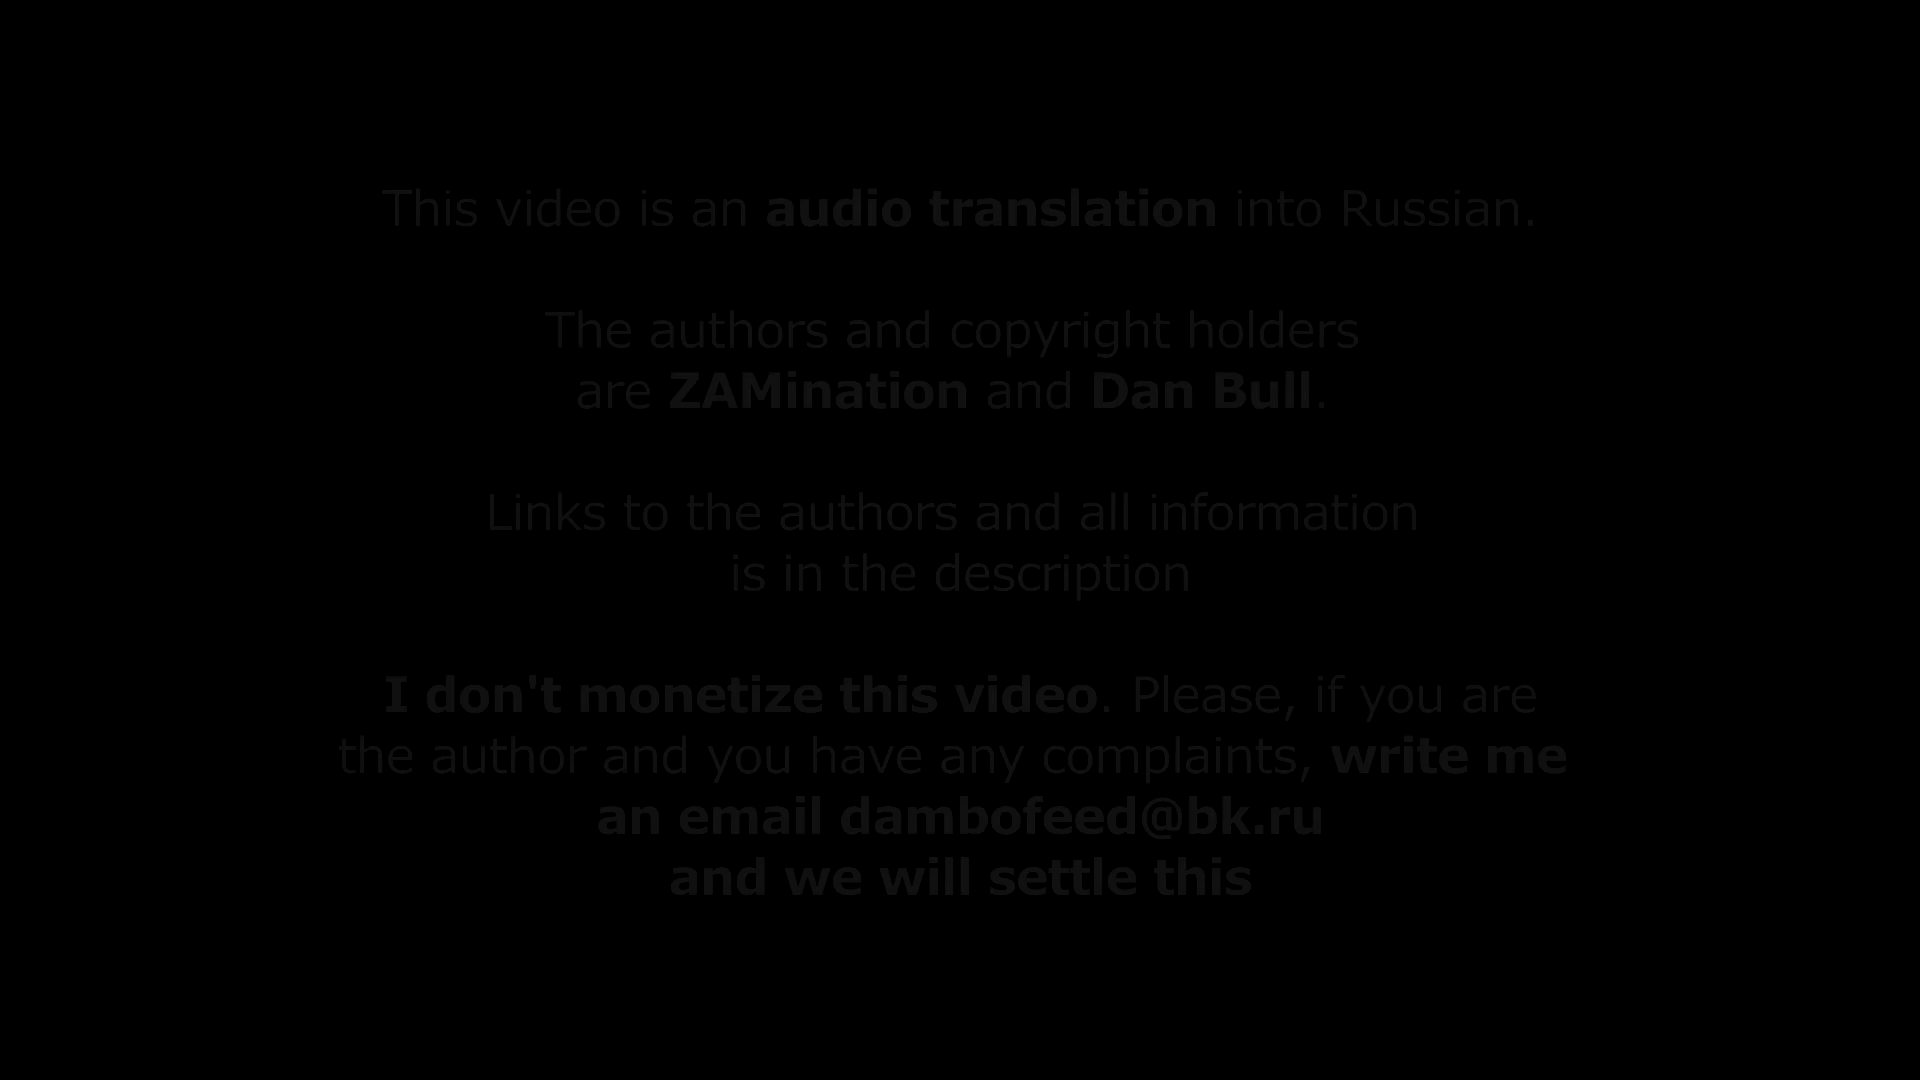 This video is an audio translation into Russian.
The authors and copyright holders
are ZAMination and Dan Bull.
Links to the authors and all information
is in the description
I don't monetize this video. Please, if you are
the author and you have any complaints, write me
an email dambofeed@bk.ru
and we will settle this